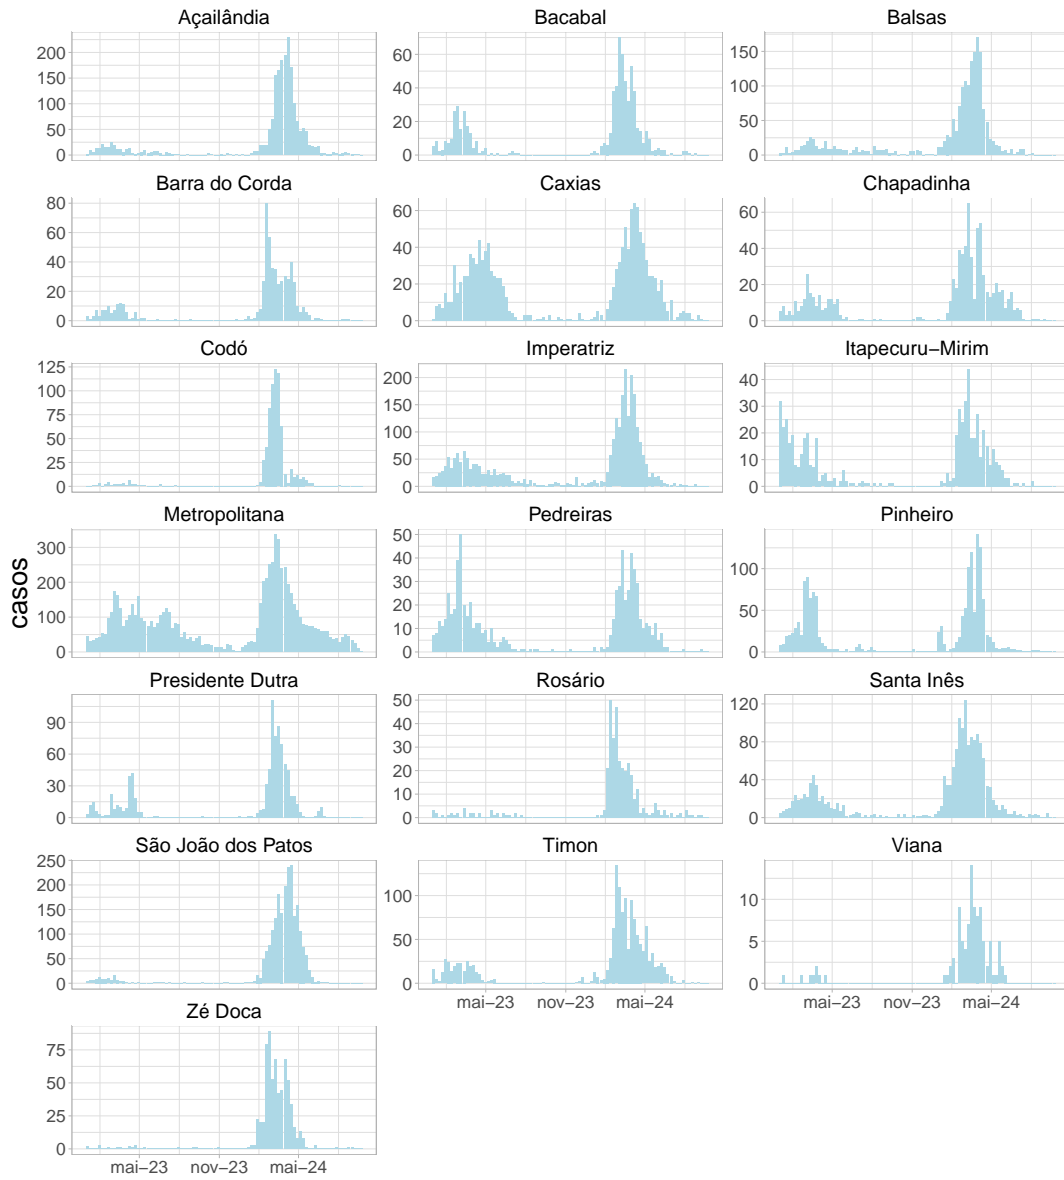 Açailândia Bacabal Balsas
200 60 150
150 100
100 40
50 20 50
0 0 0
Barra do Corda Caxias Chapadinha
80 60 60
60 40 40
40
20 20 20
0 0 0
Codó Imperatriz Itapecuru−Mirim
125 200 40
100 150 30
75 100 20
50
25 50 10
0 0 0
Metropolitana Pedreiras Pinheiro
300 50 100
200 40
30
100 20 50
10
0 0 0
casos
Presidente Dutra Rosário Santa Inês
90 50 120
60 40 80
30
30 20 40
10
0 0 0
São João dos Patos Timon Viana
250 100 10
200
150 50 5
100
50
0 0 0
mai−23 nov−23 mai−24 mai−23 nov−23 mai−24
Zé Doca
75
50
25
0
mai−23 nov−23 mai−24